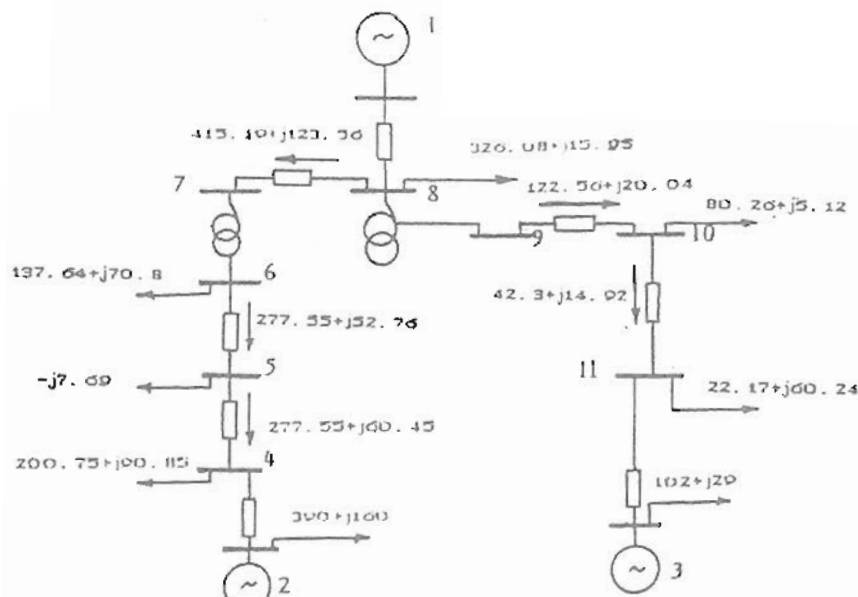 1
415.49+j123.56
326.08+j15.95
7
8
122.56+j20.04
80.26+j5.12
9
10
6
137.64+j70.8
42.3+j14.92
277.55+j52.76
5
11
-j7.69
22.17+j60.24
277.55+j60.45
4
200.75+j90.85
102+j29
390+j160
2
3
~
~
~